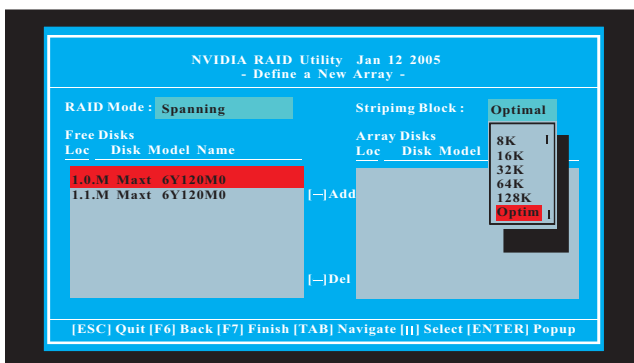 NVIDIA RAID Utility Jan 12 2005
- Define a New Array -
RAID Mode : Spanning
Stripimg Block : Optimal
Free Disks
Loc Disk Model Name
Array Disks
Loc Disk Model
8K
16K
32K
64K
128K
Optim
1.0.M Maxt 6Y120M0
1.1.M Maxt 6Y120M0
[—]Add
[—]Del
[ESC] Quit [F6] Back [F7] Finish [TAB] Navigate [||] Select [ENTER] Popup